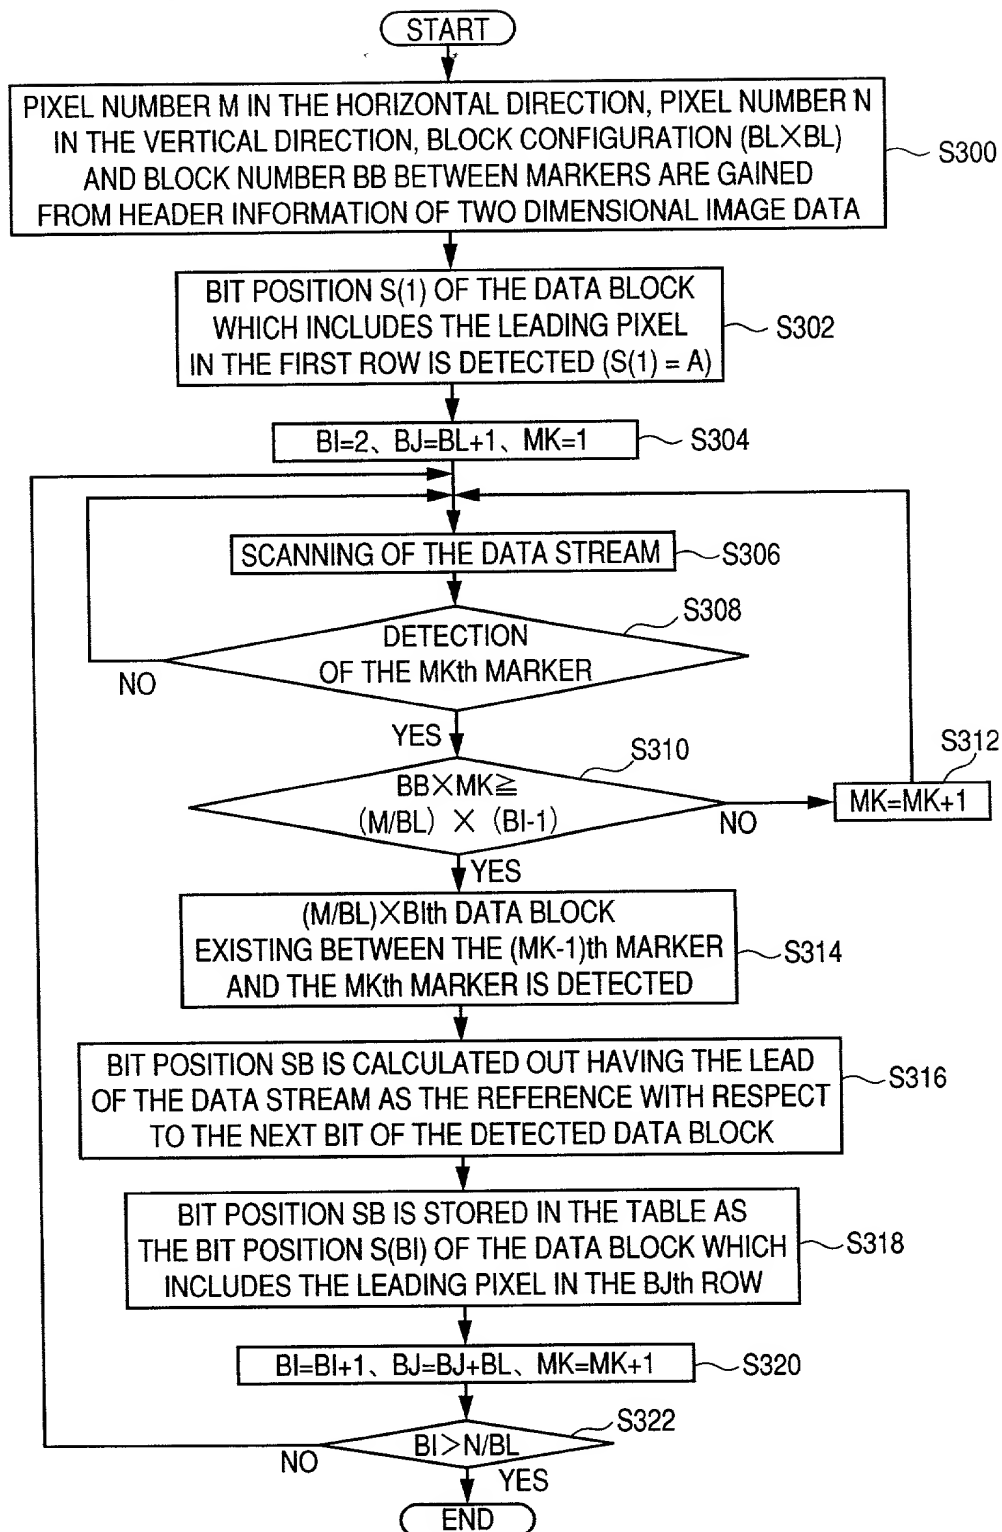 START
PIXEL NUMBER M IN THE HORIZONTAL DIRECTION, PIXEL NUMBER N
IN THE VERTICAL DIRECTION, BLOCK CONFIGURATION (BL×BL)
AND BLOCK NUMBER BB BETWEEN MARKERS ARE GAINED
FROM HEADER INFORMATION OF TWO DIMENSIONAL IMAGE DATA
S300
BIT POSITION S(1) OF THE DATA BLOCK
WHICH INCLUDES THE LEADING PIXEL
IN THE FIRST ROW IS DETECTED (S(1) = A)
S302
BI=2、BJ=BL+1、MK=1
S304
SCANNING OF THE DATA STREAM
S306
S308
DETECTION
OF THE MKth MARKER
NO
YES
S310
BB×MK≧
(M/BL) × (BI-1)
NO
S312
MK=MK+1
YES
(M/BL)×BIth DATA BLOCK
EXISTING BETWEEN THE (MK-1)th MARKER
AND THE MKth MARKER IS DETECTED
S314
BIT POSITION SB IS CALCULATED OUT HAVING THE LEAD
OF THE DATA STREAM AS THE REFERENCE WITH RESPECT
TO THE NEXT BIT OF THE DETECTED DATA BLOCK
S316
BIT POSITION SB IS STORED IN THE TABLE AS
THE BIT POSITION S(BI) OF THE DATA BLOCK WHICH
INCLUDES THE LEADING PIXEL IN THE BJth ROW
S318
BI=BI+1、BJ=BJ+BL、MK=MK+1
S320
S322
BI>N/BL
NO
YES
END